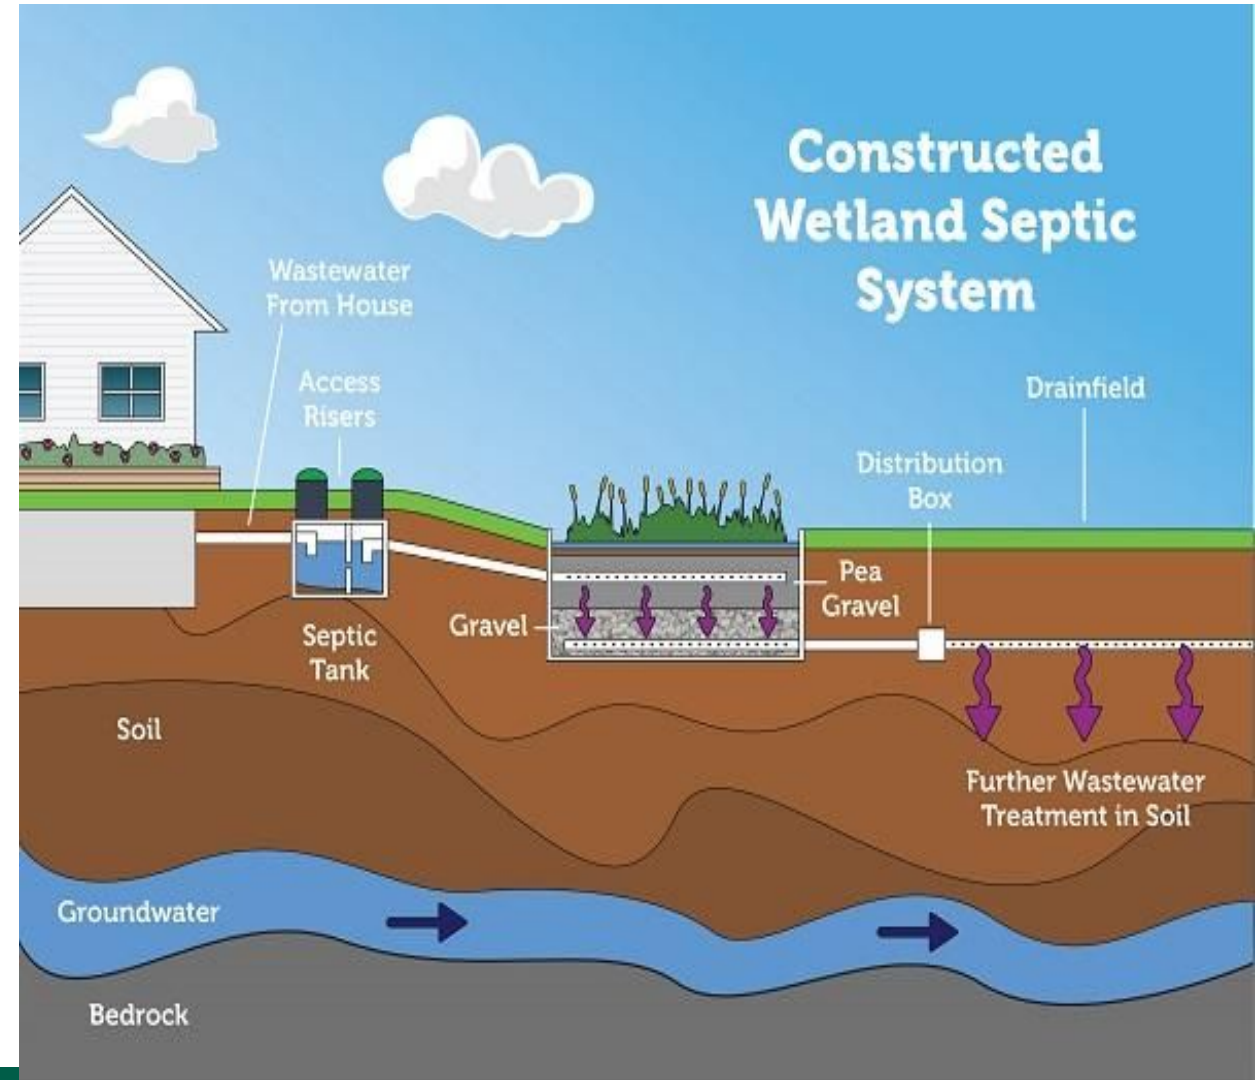 Constructed
Wetland Septic
System
Wastewater
From House
Access
Risers
Drainfield
Distribution
Box
Pea
Gravel
Gravel
Septic
Tank
Soil
Further Wastewater
Treatment in Soil
Groundwater
Bedrock